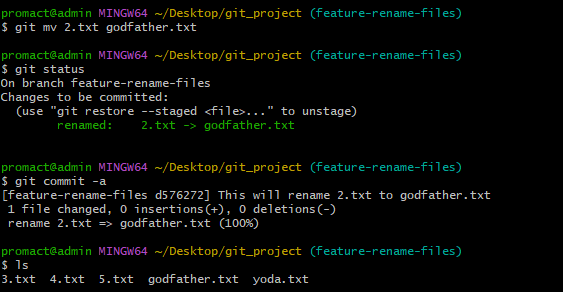 promact@admin MINGW64 ~/Desktop/git_project (feature-rename-files)
$ git mv 2.txt godfather.txt
promact@admin MINGW64 ~/Desktop/git_project (feature-rename-files)
$ git status
On branch feature-rename-files
Changes to be committed:
  (use "git restore --staged <file>..." to unstage)
        renamed:    2.txt -> godfather.txt
promact@admin MINGW64 ~/Desktop/git_project (feature-rename-files)
$ git commit -a
[feature-rename-files d576272] This will rename 2.txt to godfather.txt
 1 file changed, 0 insertions(+), 0 deletions(-)
 rename 2.txt => godfather.txt (100%)
promact@admin MINGW64 ~/Desktop/git_project (feature-rename-files)
$ ls
3.txt  4.txt  5.txt  godfather.txt  yoda.txt